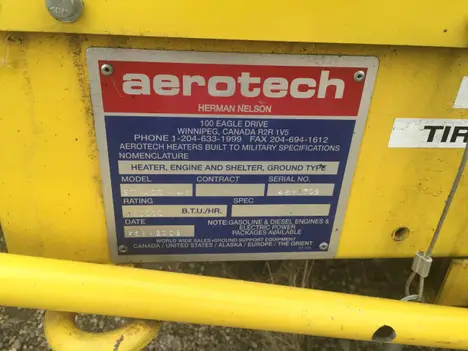 aerotech
HERMAN NELSON
100 EAGLE DRIVE
WINNIPEG, CANADA R2R 1V5
PHONE 1-204-633-1999 FAX 204-694-1612
AEROTECH HEATERS BUILT TO MILITARY SPECIFICATIONS
NOMENCLATURE
HEATER, ENGINE AND SHELTER, GROUND TYPE
MODEL CONTRACT SERIAL NO.
RATING SPEC
B.T.U./HR.
DATE NOTE: GASOLINE & DIESEL ENGINES &
ELECTRIC POWER
PACKAGES AVAILABLE
WORLD WIDE SALES • GROUND SUPPORT EQUIPMENT
CANADA / UNITED STATES / ALASKA / EUROPE / THE ORIENT
TIR